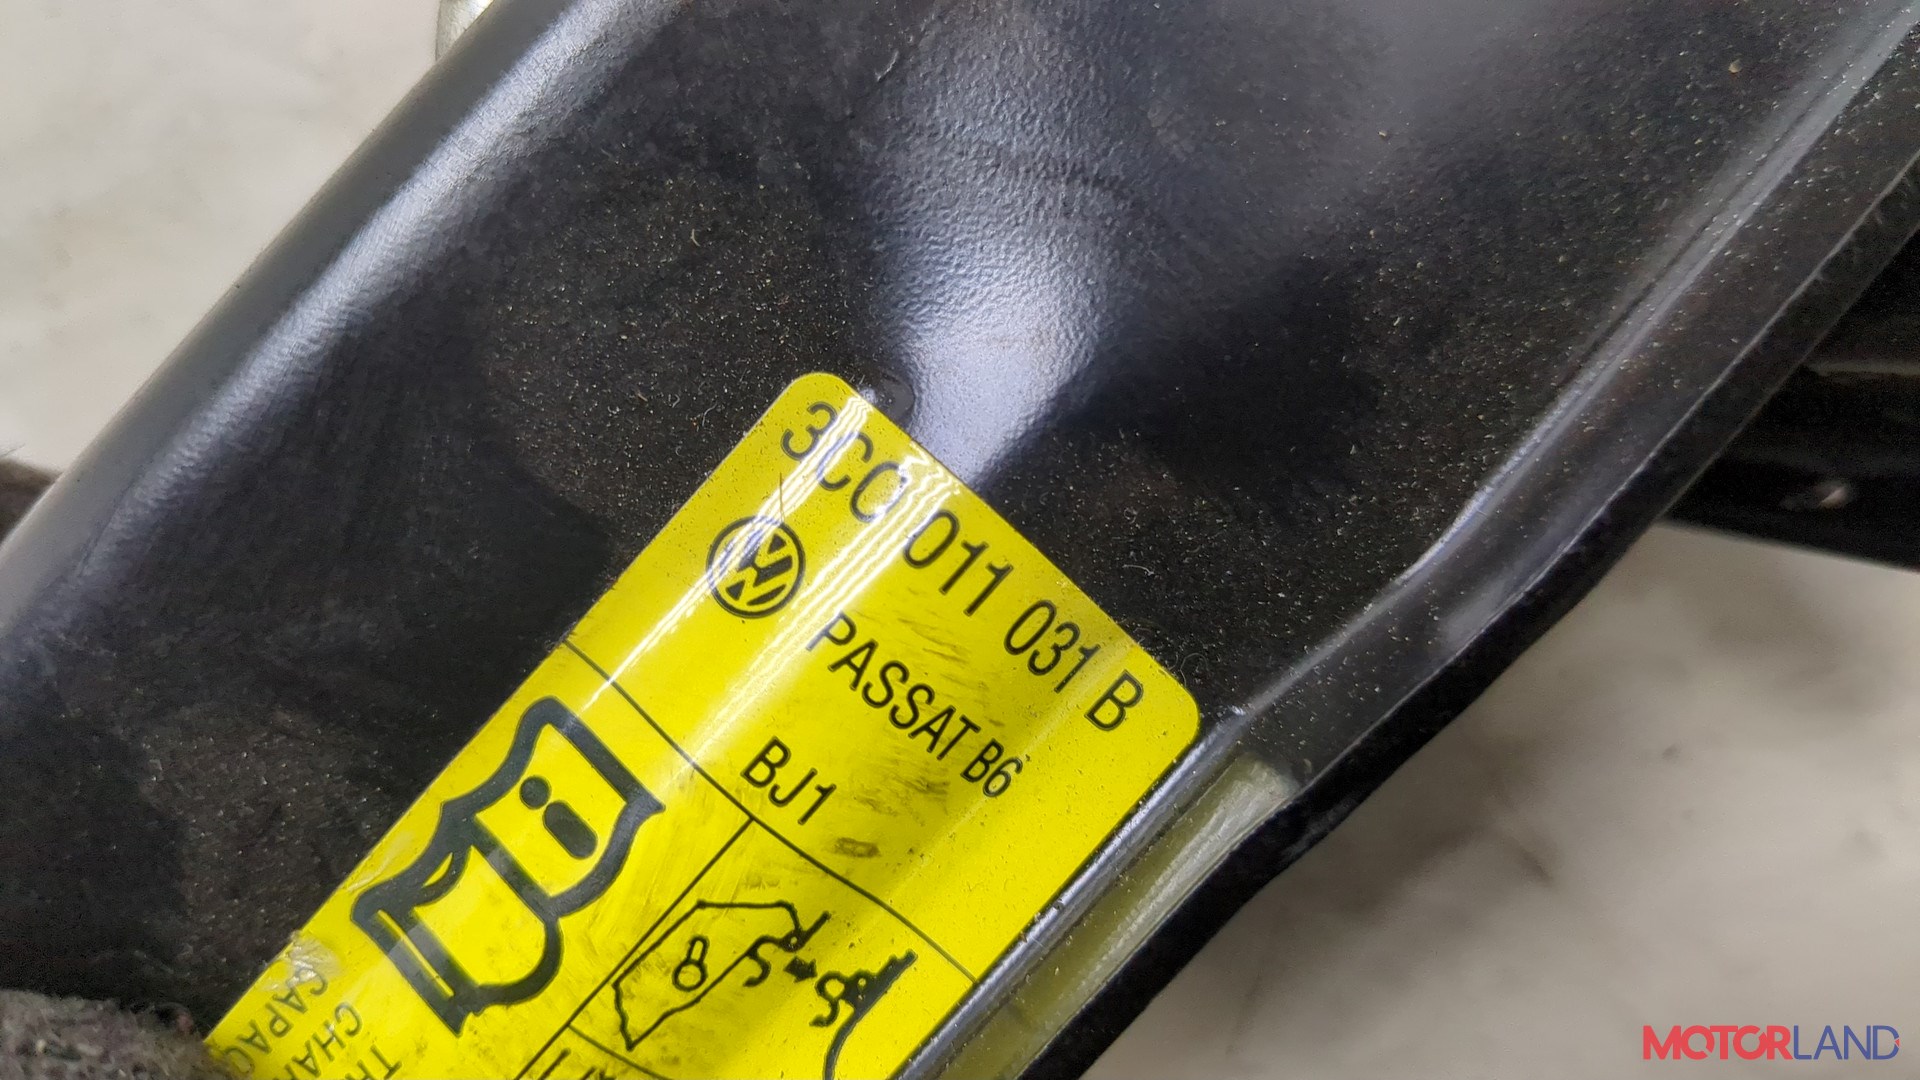 3C0 011 031 B
PASSAT B6
BJ1
MOTORLAND